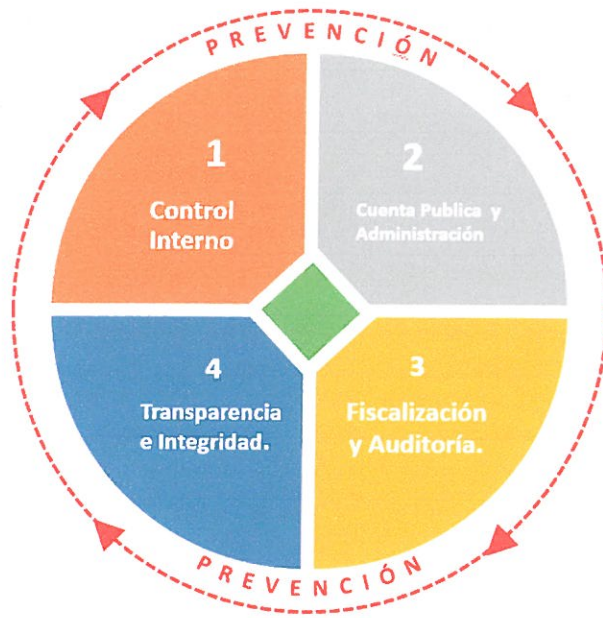 PREVENCIÓN
1
Control
Interno
2
Cuenta Publica y
Administración
4
Transparencia
e Integridad.
3
Fiscalización
y Auditoría.
PREVENCIÓN